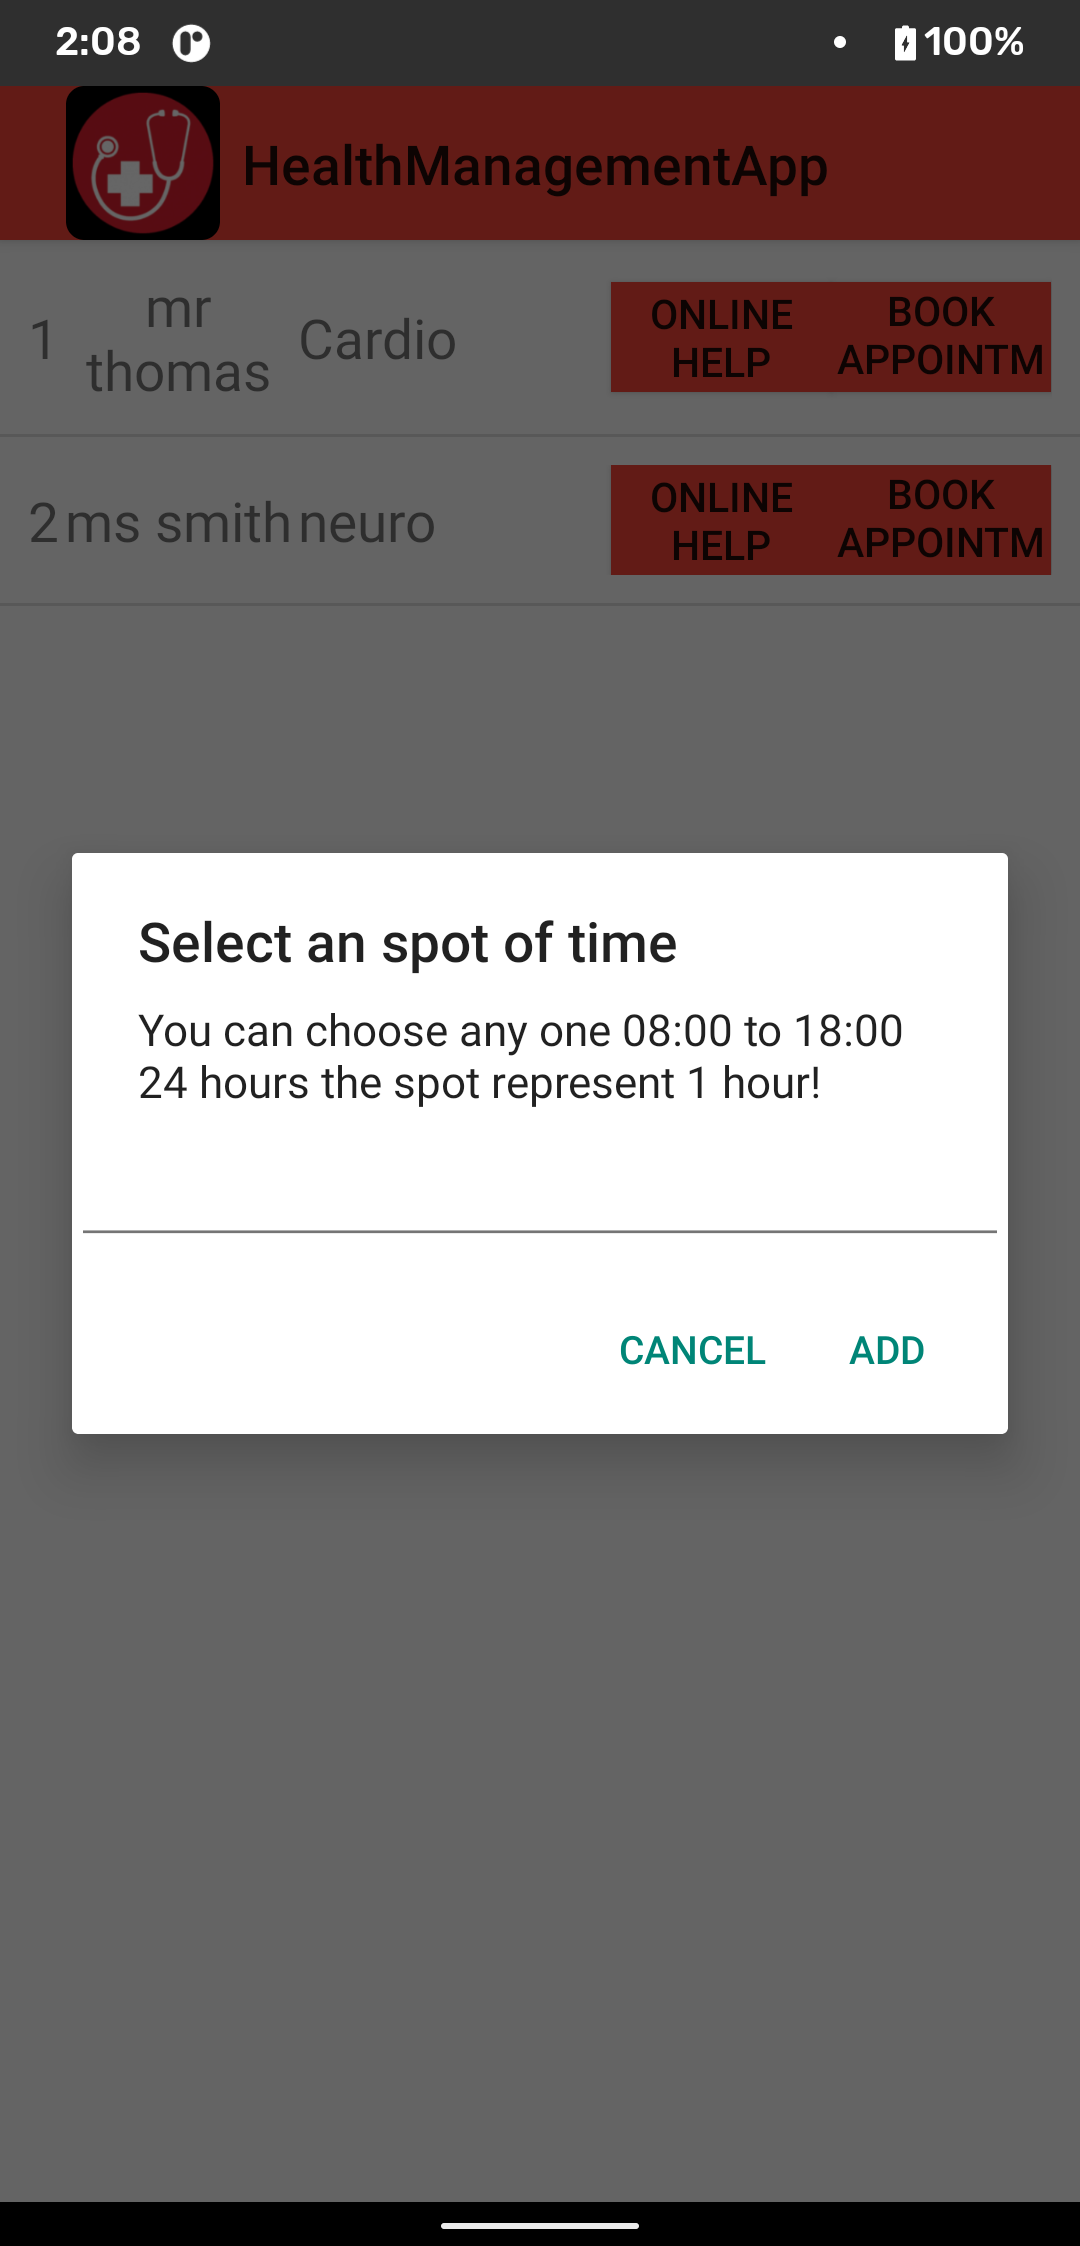 2:08
100%
HealthManagementApp
1 mr thomas Cardio ONLINE HELP BOOK APPOINTM
2 ms smith neuro ONLINE HELP BOOK APPOINTM
Select an spot of time
You can choose any one 08:00 to 18:00
24 hours the spot represent 1 hour!
CANCEL ADD